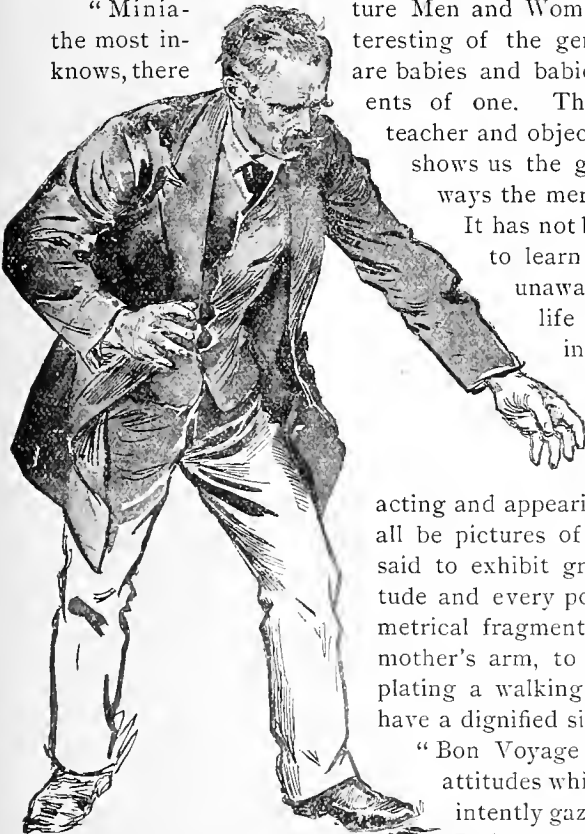 “ Minia- ture Men and Wom
the most in- teresting of the ger
knows, there are babies and babie
ents of one. Th
teacher and objec
shows us the g
ways the mer
It has not b
to learn
unawa
life
in
acting and appeari
all be pictures of
said to exhibit gr
tude and every po
metrical fragment
mother's arm, to
plating a walking
have a dignified si
“ Bon Voyage
attitudes whi
intently gaz